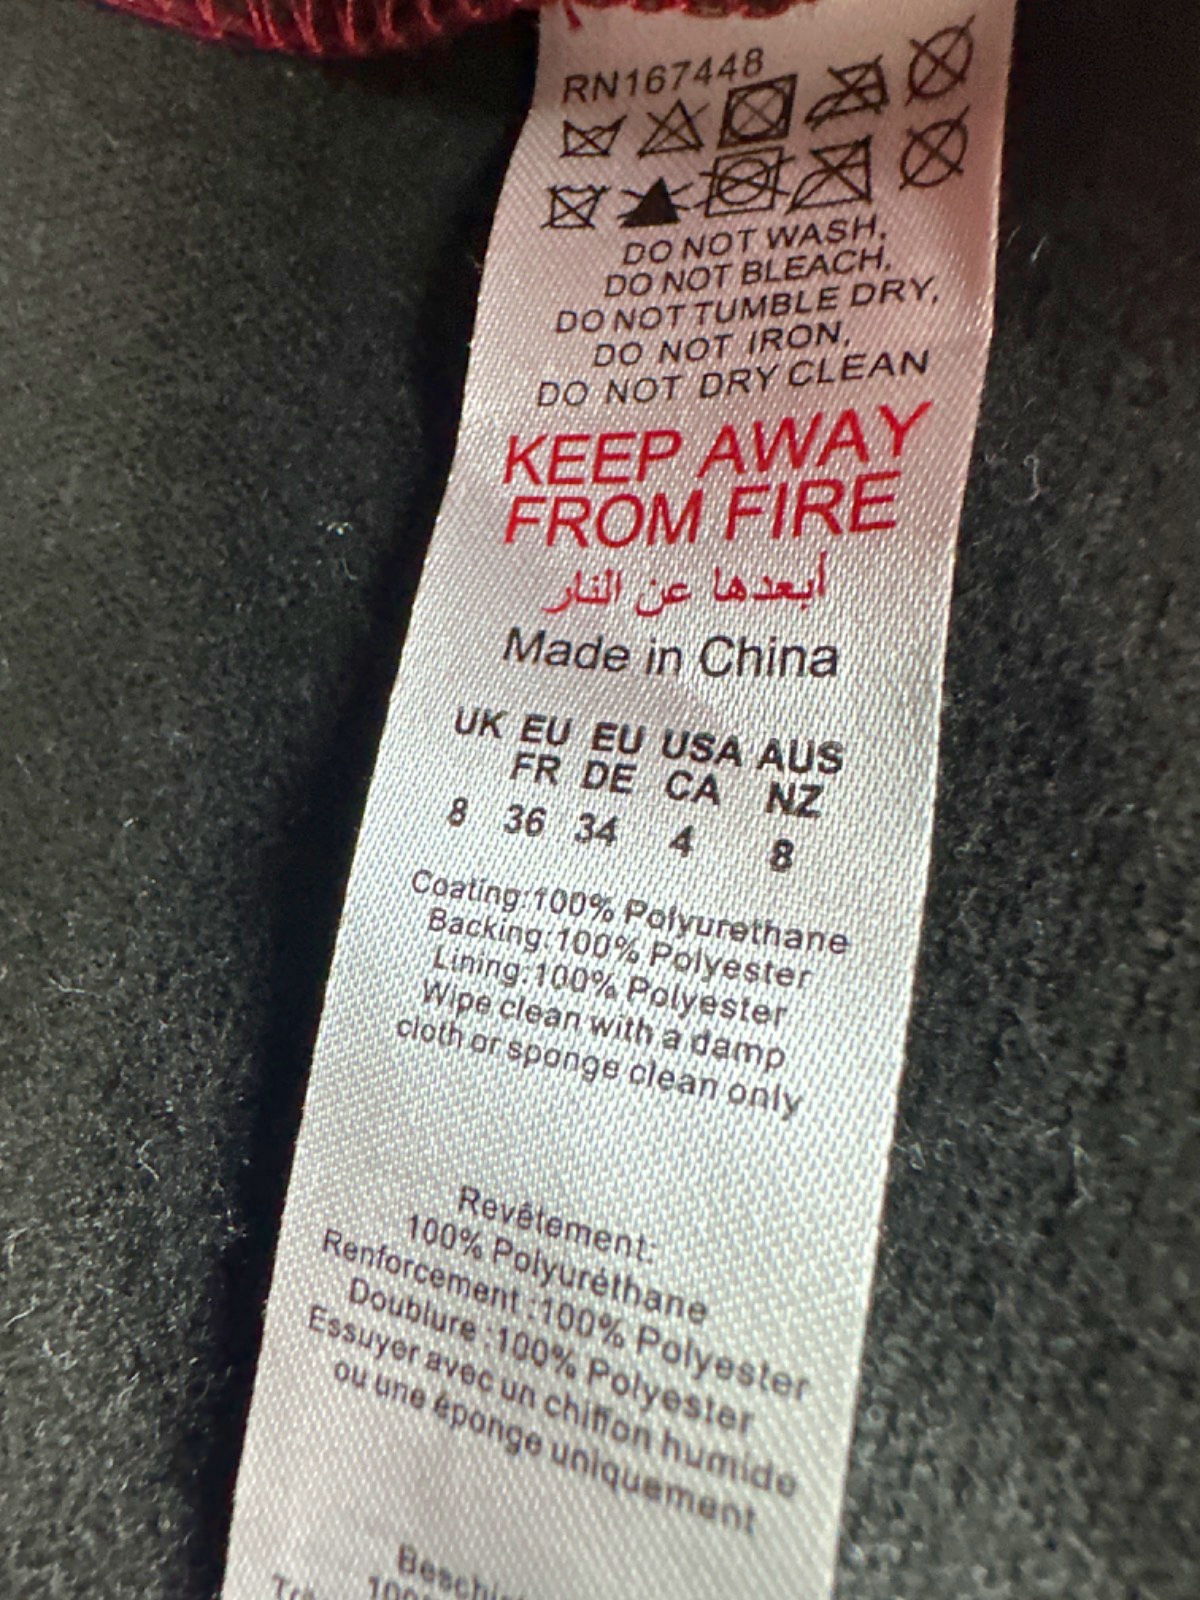 RN167448
DO NOT WASH,
DO NOT BLEACH,
DO NOT TUMBLE DRY,
DO NOT IRON,
DO NOT DRY CLEAN
KEEP AWAY
FROM FIRE
أبعدها عن النار
Made in China
UK EU EU USA AUS
FR DE CA NZ
8 36 34 4 8
Coating:100% Polyurethane
Backing:100% Polyester
Lining:100% Polyester
Wipe clean with a damp
cloth or sponge clean only
Revêtement:
100% Polyuréthane
Renforcement :100% Polyester
Doublure :100% Polyester
Essuyer avec un chiffon humide
ou une éponge uniquement